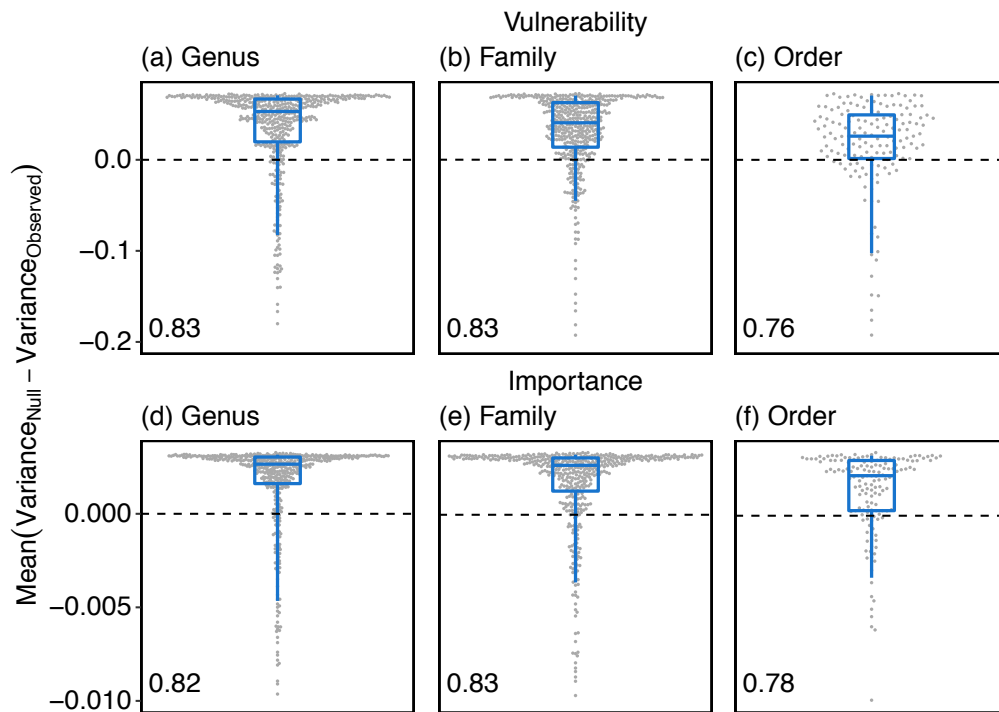 Vulnerability
(a) Genus
(b) Family
(c) Order
0.0
−0.1
−0.2
0.83
0.83
0.76
Mean(Variance_Null − Variance_Observed)
Importance
(d) Genus
(e) Family
(f) Order
0.000
−0.005
−0.010
0.82
0.83
0.78